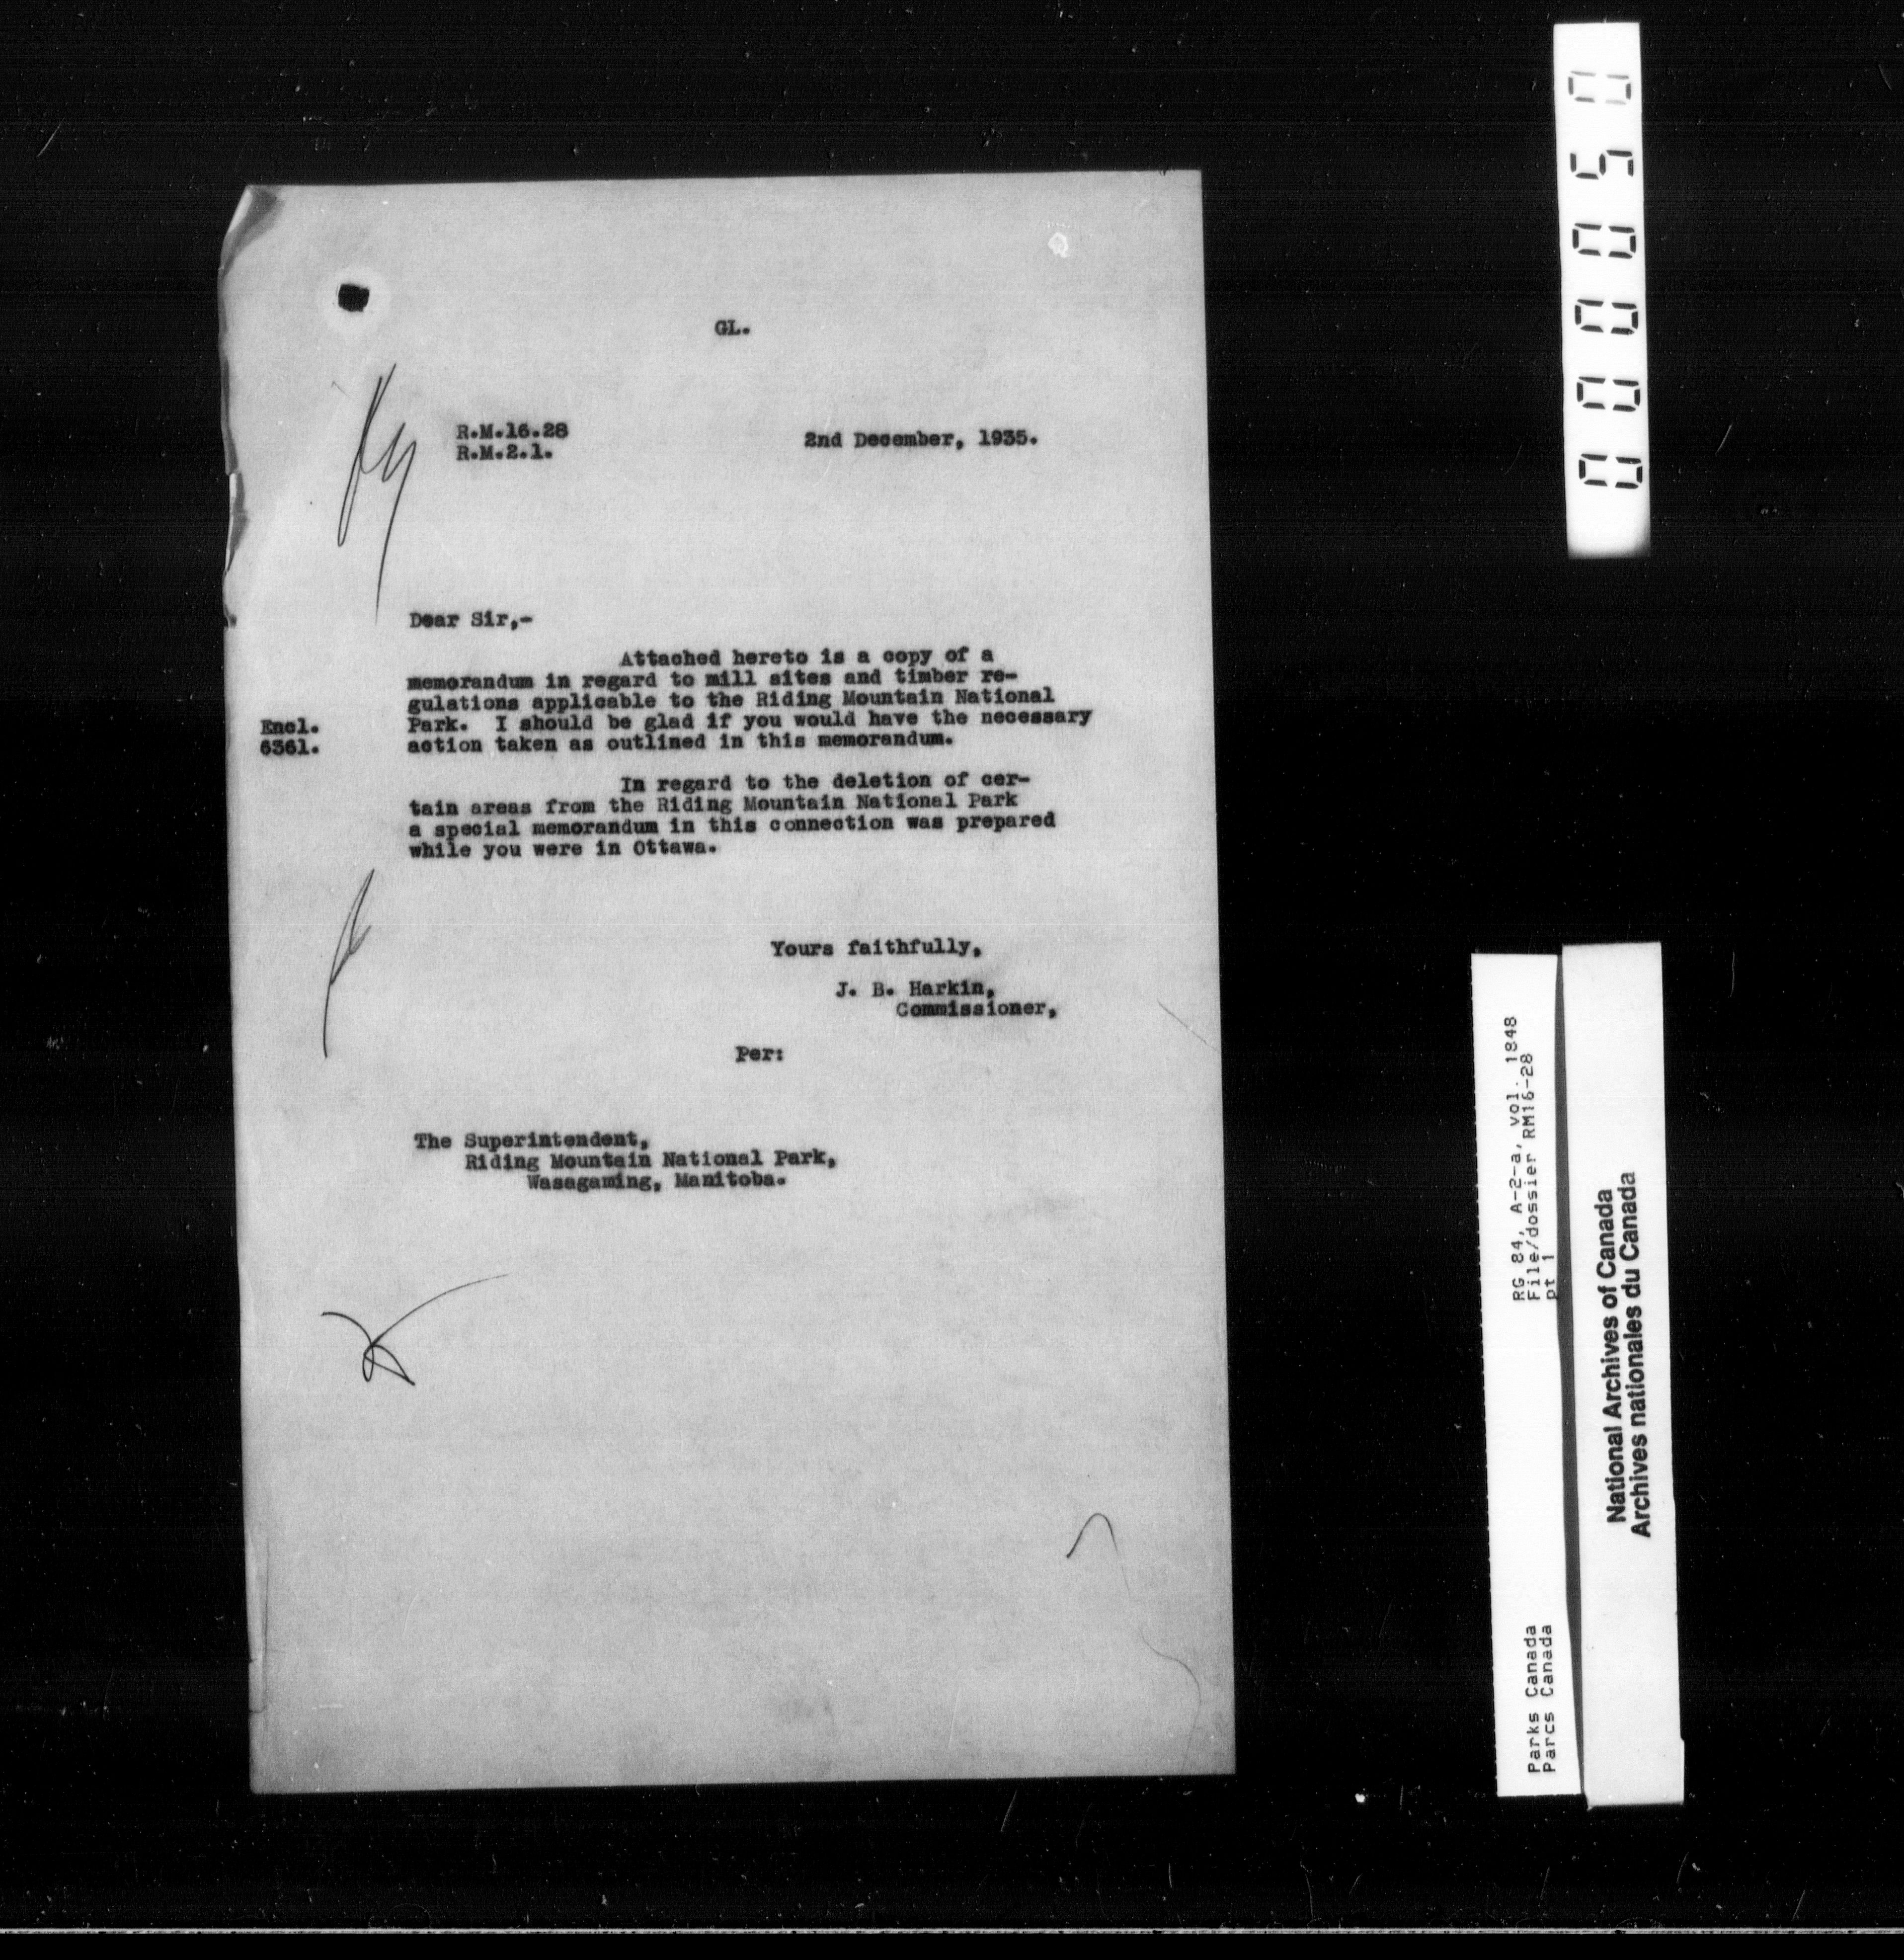 GL.
R.M.16.28
R.M.2.1.
2nd December, 1935.
Dear Sir,-
Attached hereto is a copy of a
memorandum in regard to mill sites and timber re-
gulations applicable to the Riding Mountain National
Park. I should be glad if you would have the necessary
action taken as outlined in this memorandum.
Encl.
6361.
In regard to the deletion of cer-
tain areas from the Riding Mountain National Park
a special memorandum in this connection was prepared
while you were in Ottawa.
Yours faithfully,
J. B. Harkin,
Commissioner,
Per:
The Superintendent,
Riding Mountain National Park,
Wasagaming, Manitoba.
000050
RG 84, A-2-a, vol. 1848
File/dossier RM16-28
pt 1
Parks Canada
Parcs Canada
National Archives of Canada
Archives nationales du Canada